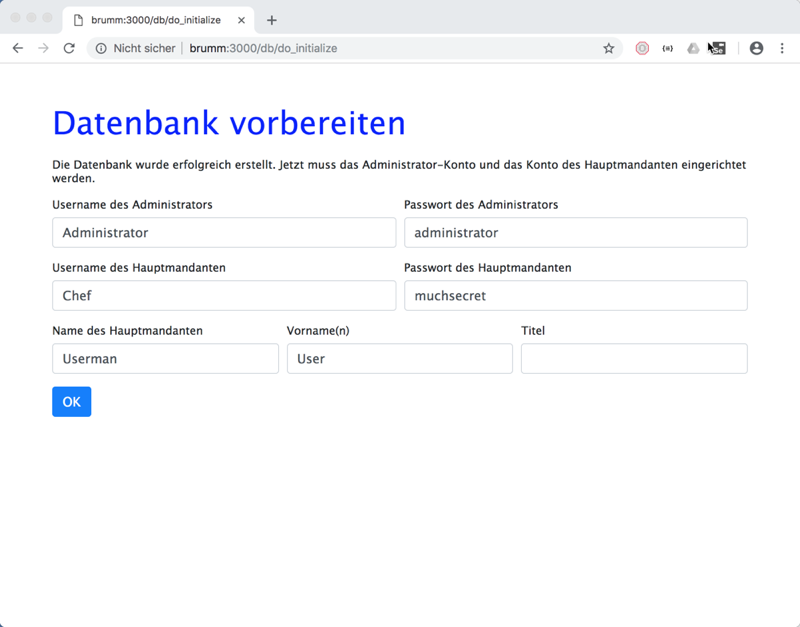 brumm:3000/db/do_initialize
Nicht sicher brumm:3000/db/do_initialize
Datenbank vorbereiten
Die Datenbank wurde erfolgreich erstellt. Jetzt muss das Administrator-Konto und das Konto des Hauptmandanten eingerichtet
werden.
Username des Administrators Passwort des Administrators
Administrator administrator
Username des Hauptmandanten Passwort des Hauptmandanten
Chef muchsecret
Name des Hauptmandanten Vorname(n) Titel
Userman User
OK